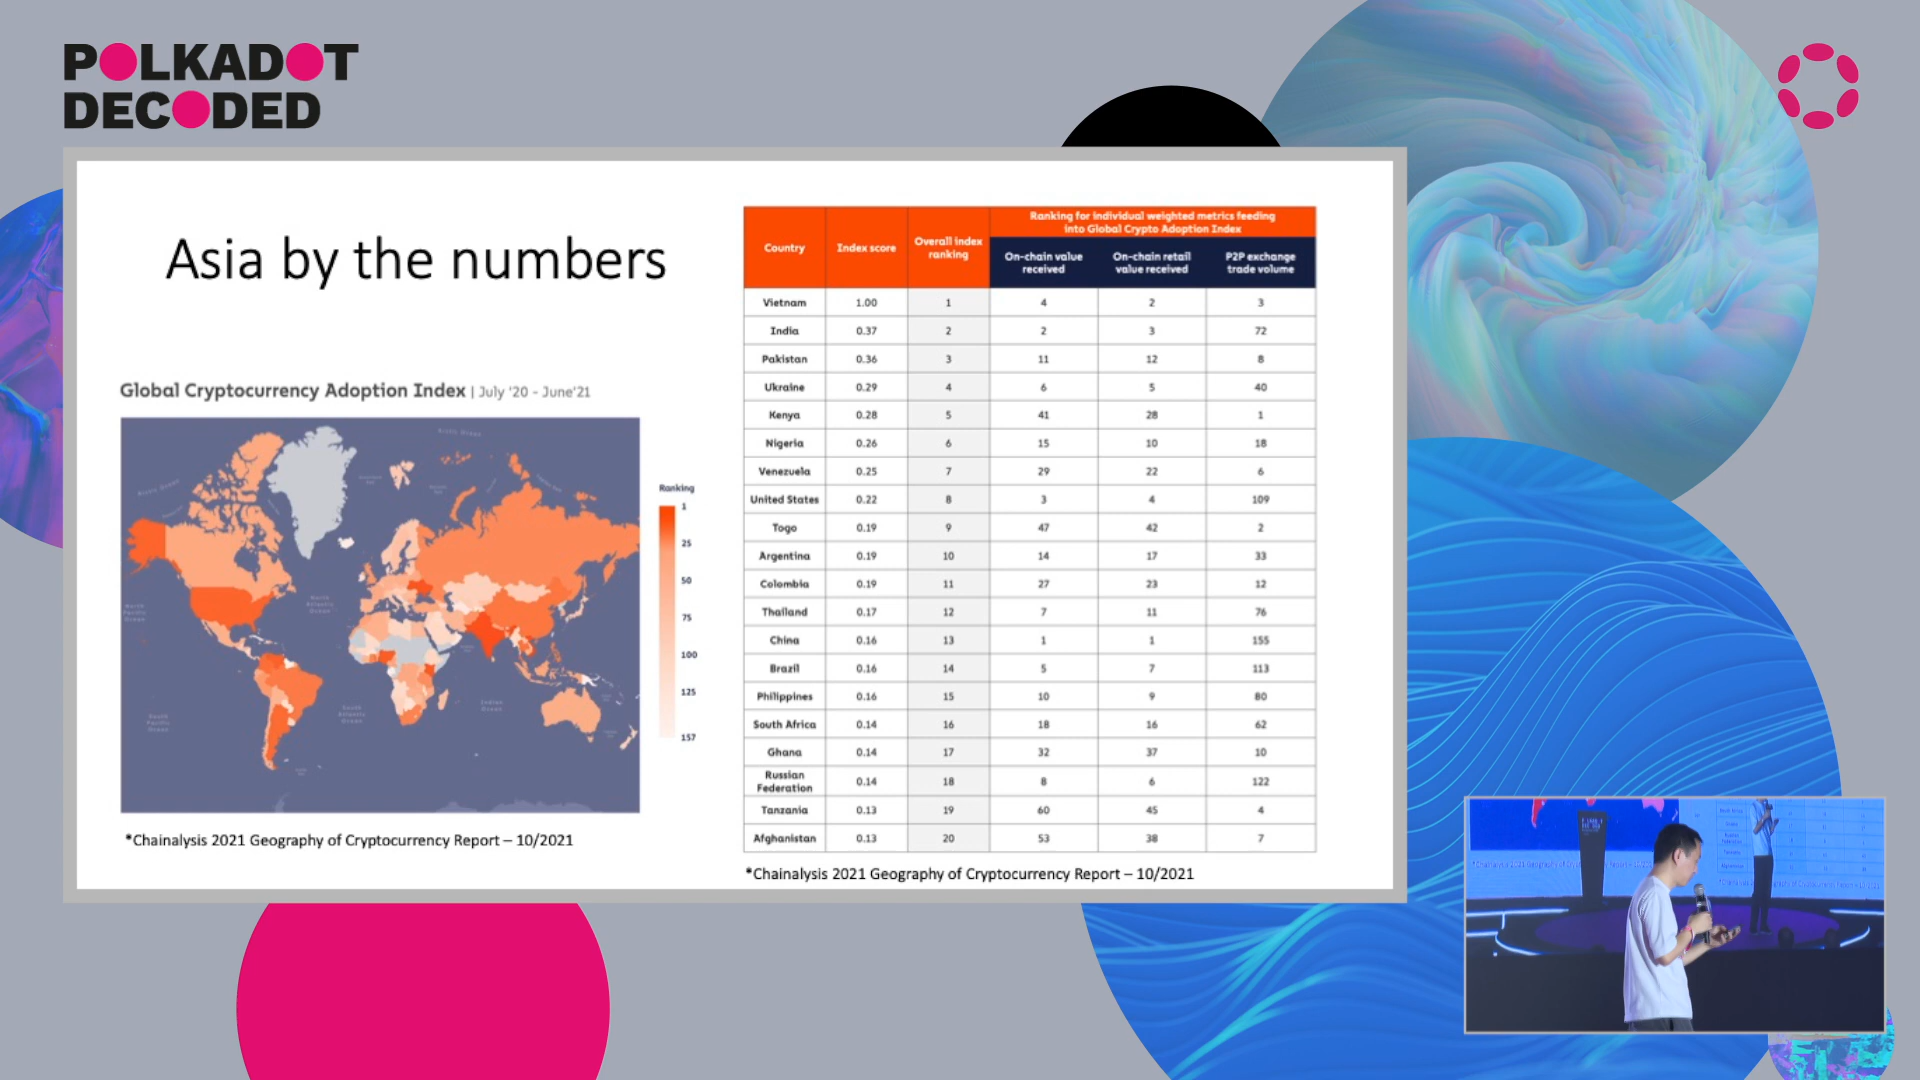 POLKADOT
DECODED
Asia by the numbers
Global Cryptocurrency Adoption Index | July '20 - June'21
Ranking
1
25
50
75
100
125
157
*Chainalysis 2021 Geography of Cryptocurrency Report – 10/2021
Ranking for individual weighted metrics feeding
into Global Crypto Adoption Index
Country Index score Overall index ranking On-chain value received On-chain retail value received P2P exchange trade volume
Vietnam 1.00 1 4 2 3
India 0.37 2 2 3 72
Pakistan 0.36 3 11 12 8
Ukraine 0.29 4 6 5 40
Kenya 0.28 5 41 28 1
Nigeria 0.26 6 15 10 18
Venezuela 0.25 7 29 22 6
United States 0.22 8 3 4 109
Togo 0.19 9 47 42 2
Argentina 0.19 10 14 17 33
Colombia 0.19 11 27 23 12
Thailand 0.17 12 7 11 76
China 0.16 13 1 1 155
Brazil 0.16 14 5 7 113
Philippines 0.16 15 10 9 80
South Africa 0.14 16 18 16 62
Ghana 0.14 17 32 37 10
Russian Federation 0.14 18 8 6 122
Tanzania 0.13 19 60 45 4
Afghanistan 0.13 20 53 38 7
*Chainalysis 2021 Geography of Cryptocurrency Report – 10/2021